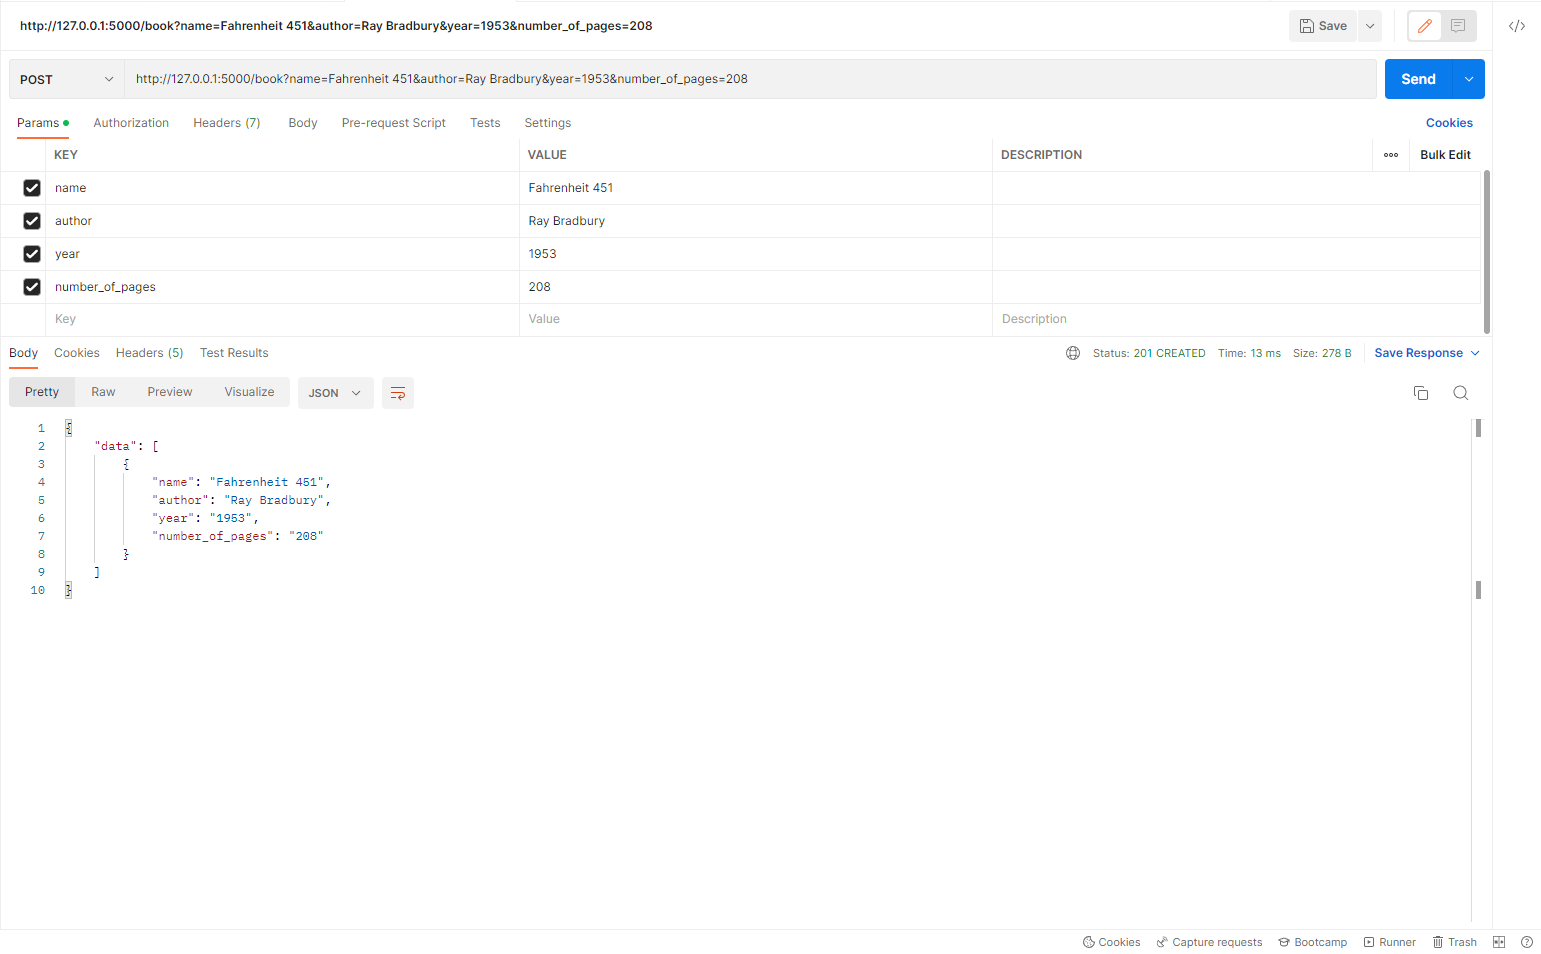 http://127.0.0.1:5000/book?name=Fahrenheit 451&author=Ray Bradbury&year=1953&number_of_pages=208
Save
POST
http://127.0.0.1:5000/book?name=Fahrenheit 451&author=Ray Bradbury&year=1953&number_of_pages=208
Send
Params Authorization Headers (7) Body Pre-request Script Tests Settings Cookies
KEY VALUE DESCRIPTION Bulk Edit
name Fahrenheit 451
author Ray Bradbury
year 1953
number_of_pages 208
Key Value Description
Body Cookies Headers (5) Test Results Status: 201 CREATED Time: 13 ms Size: 278 B Save Response
Pretty Raw Preview Visualize JSON
1 {
2 "data": [
3 {
4 "name": "Fahrenheit 451",
5 "author": "Ray Bradbury",
6 "year": "1953",
7 "number_of_pages": "208"
8 }
9 ]
10 }
Cookies Capture requests Bootcamp Runner Trash